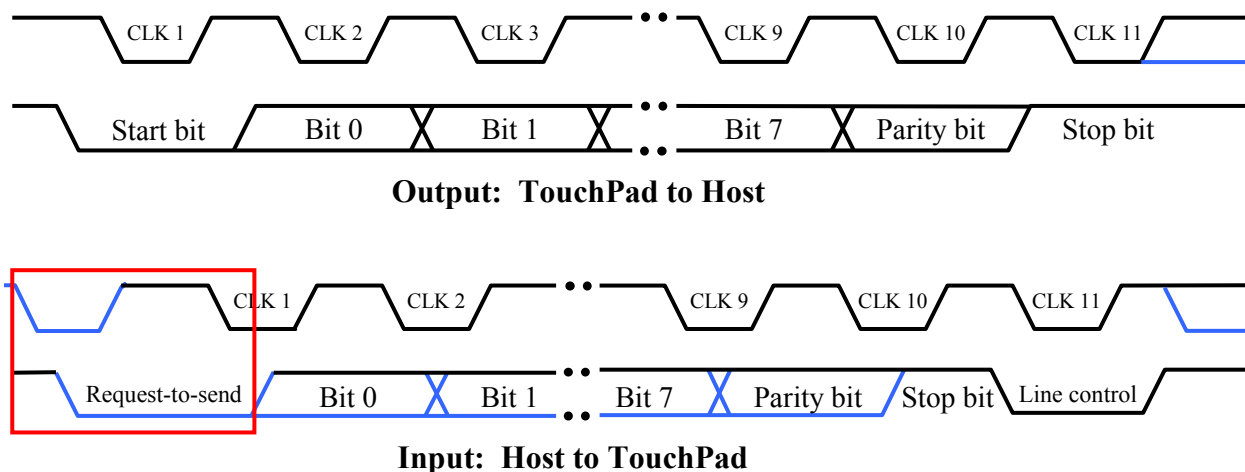 CLK 1 CLK 2 CLK 3 CLK 9 CLK 10 CLK 11
Start bit Bit 0 Bit 1 Bit 7 Parity bit Stop bit
Output: TouchPad to Host
CLK 1 CLK 2 CLK 9 CLK 10 CLK 11
Request-to-send Bit 0 Bit 1 Bit 7 Parity bit Stop bit Line control
Input: Host to TouchPad